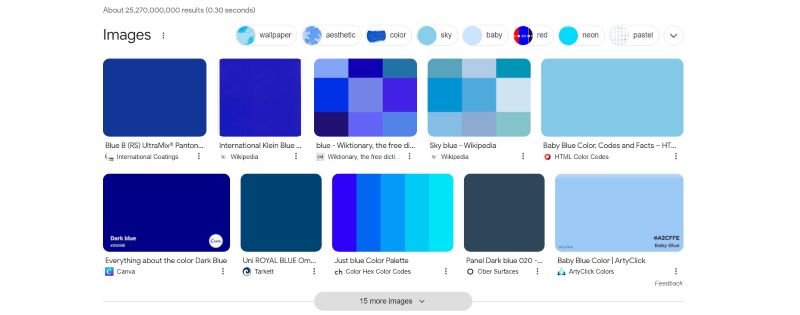 About 25,270,000,000 results (0.30 seconds)
Images
wallpaper
aesthetic
color
sky
baby
red
neon
pastel
Blue B (RS) UltraMix® Panton...
International Coatings
International Klein Blue ...
Wikipedia
blue - Wiktionary, the free di...
Wiktionary, the free dicti...
Sky blue - Wikipedia
Wikipedia
Baby Blue Color, Codes and Facts – HT...
HTML Color Codes
Dark blue
Canva
#A2CFFE
Baby Blue
Everything about the color Dark Blue
Canva
Uni ROYAL BLUE Om...
Tarkett
Just blue Color Palette
ch Color Hex Color Codes
Panel Dark blue 020 -...
Ober Surfaces
Baby Blue Color | ArtyClick
ArtyClick Colors
Feedback
15 more images